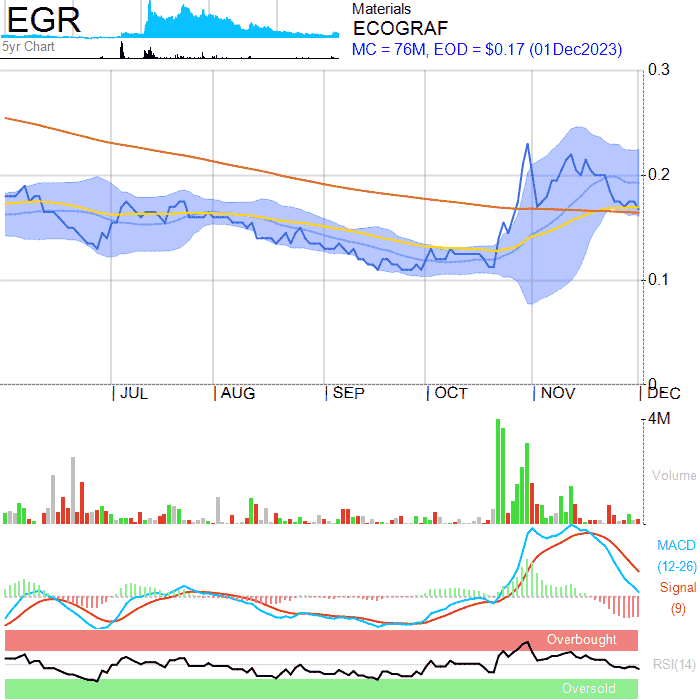 EGR
5yr Chart
Materials
ECOGRAF
MC = 76M, EOD = $0.17 (01Dec2023)
0.3
0.2
0.1
0
JUL
AUG
SEP
OCT
NOV
DEC
4M
Volume
MACD
(12-26)
Signal
(9)
Overbought
RSI(14)
Oversold